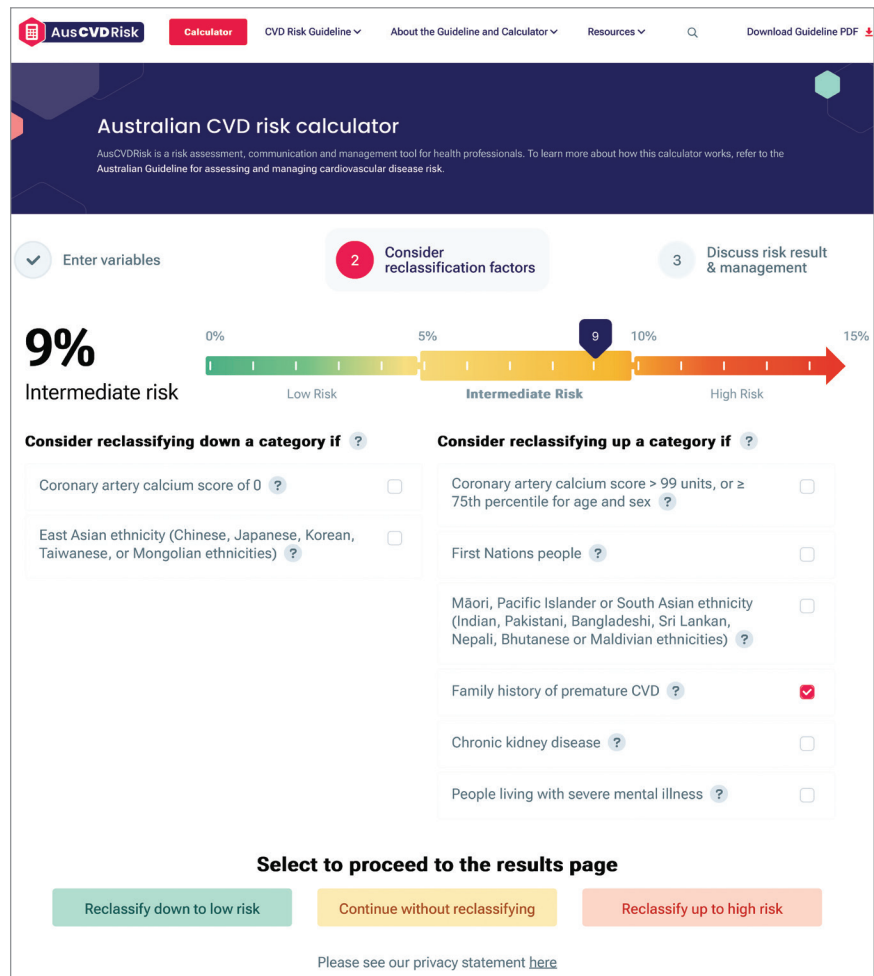 AusCVDRisk
Calculator
CVD Risk Guideline
About the Guideline and Calculator
Resources
Download Guideline PDF
Australian CVD risk calculator
AusCVDRisk is a risk assessment, communication and management tool for health professionals. To learn more about how this calculator works, refer to the
Australian Guideline for assessing and managing cardiovascular disease risk.
Enter variables
2
Consider
reclassification factors
3
Discuss risk result
& management
9%
Intermediate risk
0%
5%
9
10%
15%
Low Risk
Intermediate Risk
High Risk
Consider reclassifying down a category if ?
Coronary artery calcium score of 0 ?
East Asian ethnicity (Chinese, Japanese, Korean,
Taiwanese, or Mongolian ethnicities) ?
Consider reclassifying up a category if ?
Coronary artery calcium score > 99 units, or ≥
75th percentile for age and sex ?
First Nations people ?
Māori, Pacific Islander or South Asian ethnicity
(Indian, Pakistani, Bangladeshi, Sri Lankan,
Nepali, Bhutanese or Maldivian ethnicities) ?
Family history of premature CVD ?
Chronic kidney disease ?
People living with severe mental illness ?
Select to proceed to the results page
Reclassify down to low risk
Continue without reclassifying
Reclassify up to high risk
Please see our privacy statement here